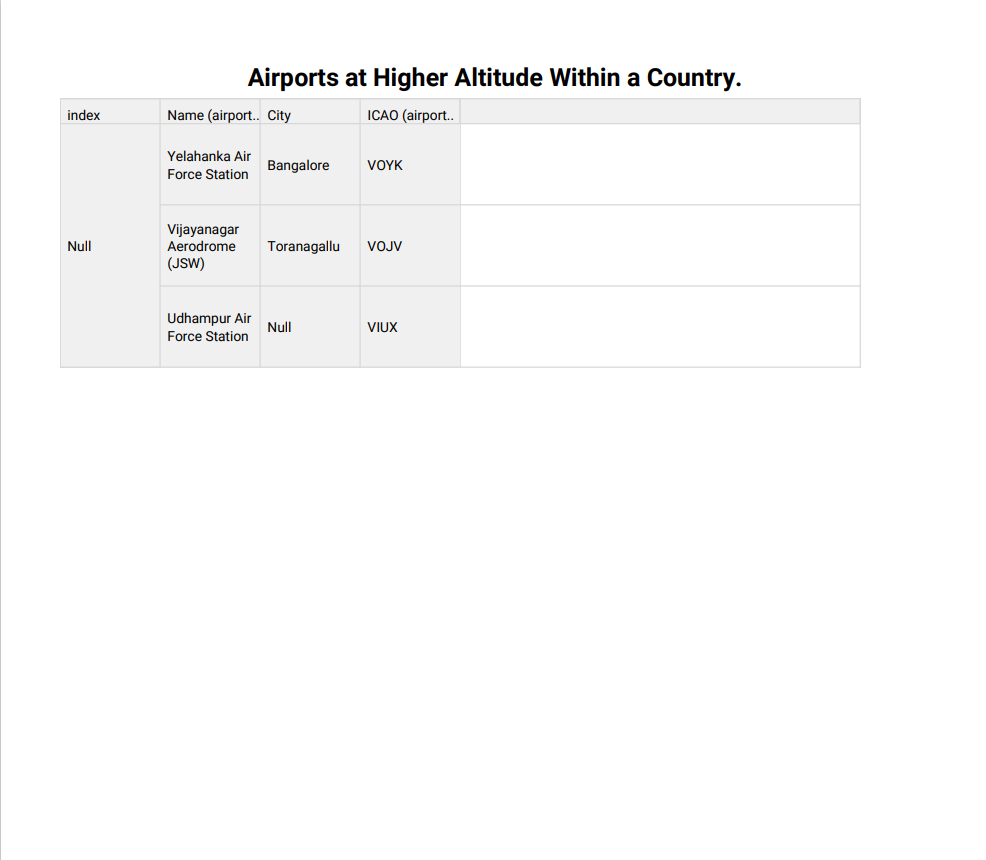 Airports at Higher Altitude Within a Country.
index Name (airport.. City ICAO (airport..
Yelahanka Air
Force Station
Bangalore
VOYK
Null
Vijayanagar
Aerodrome
(JSW)
Toranagallu
VOJV
Udhampur Air
Force Station
Null
VIUX